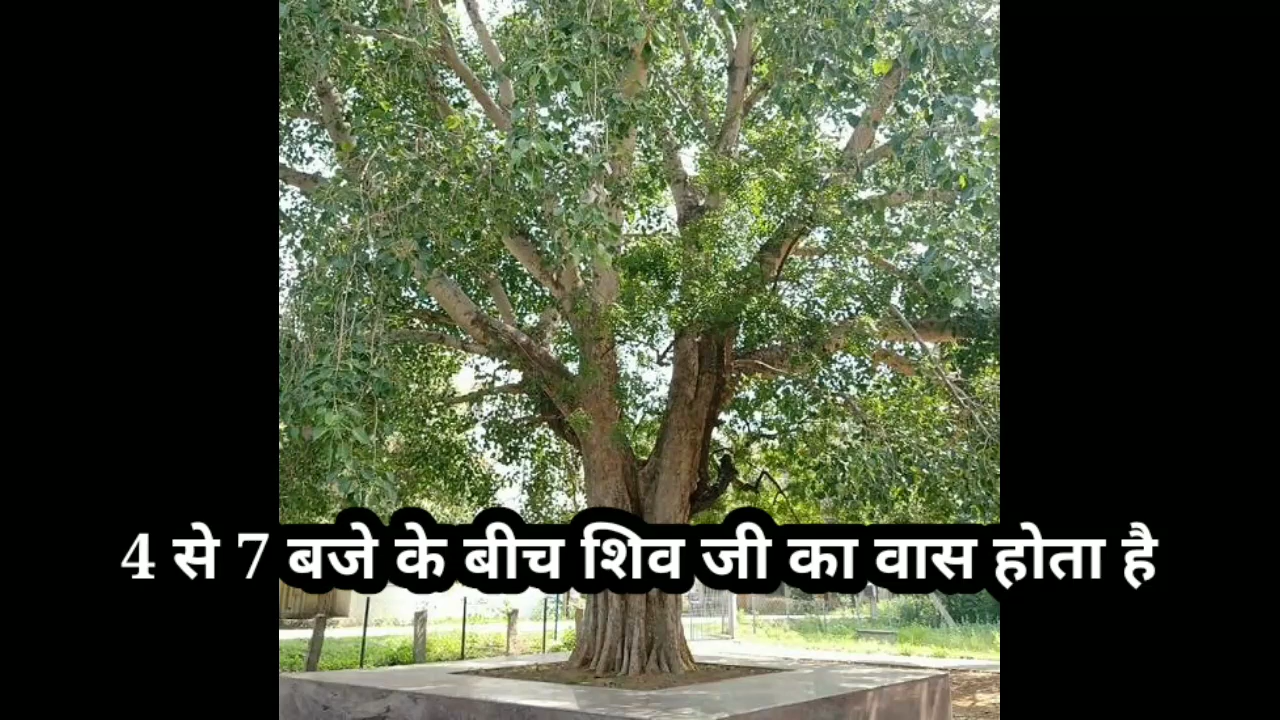 4 से 7 बजे के बीच शिव जी का वास होता है